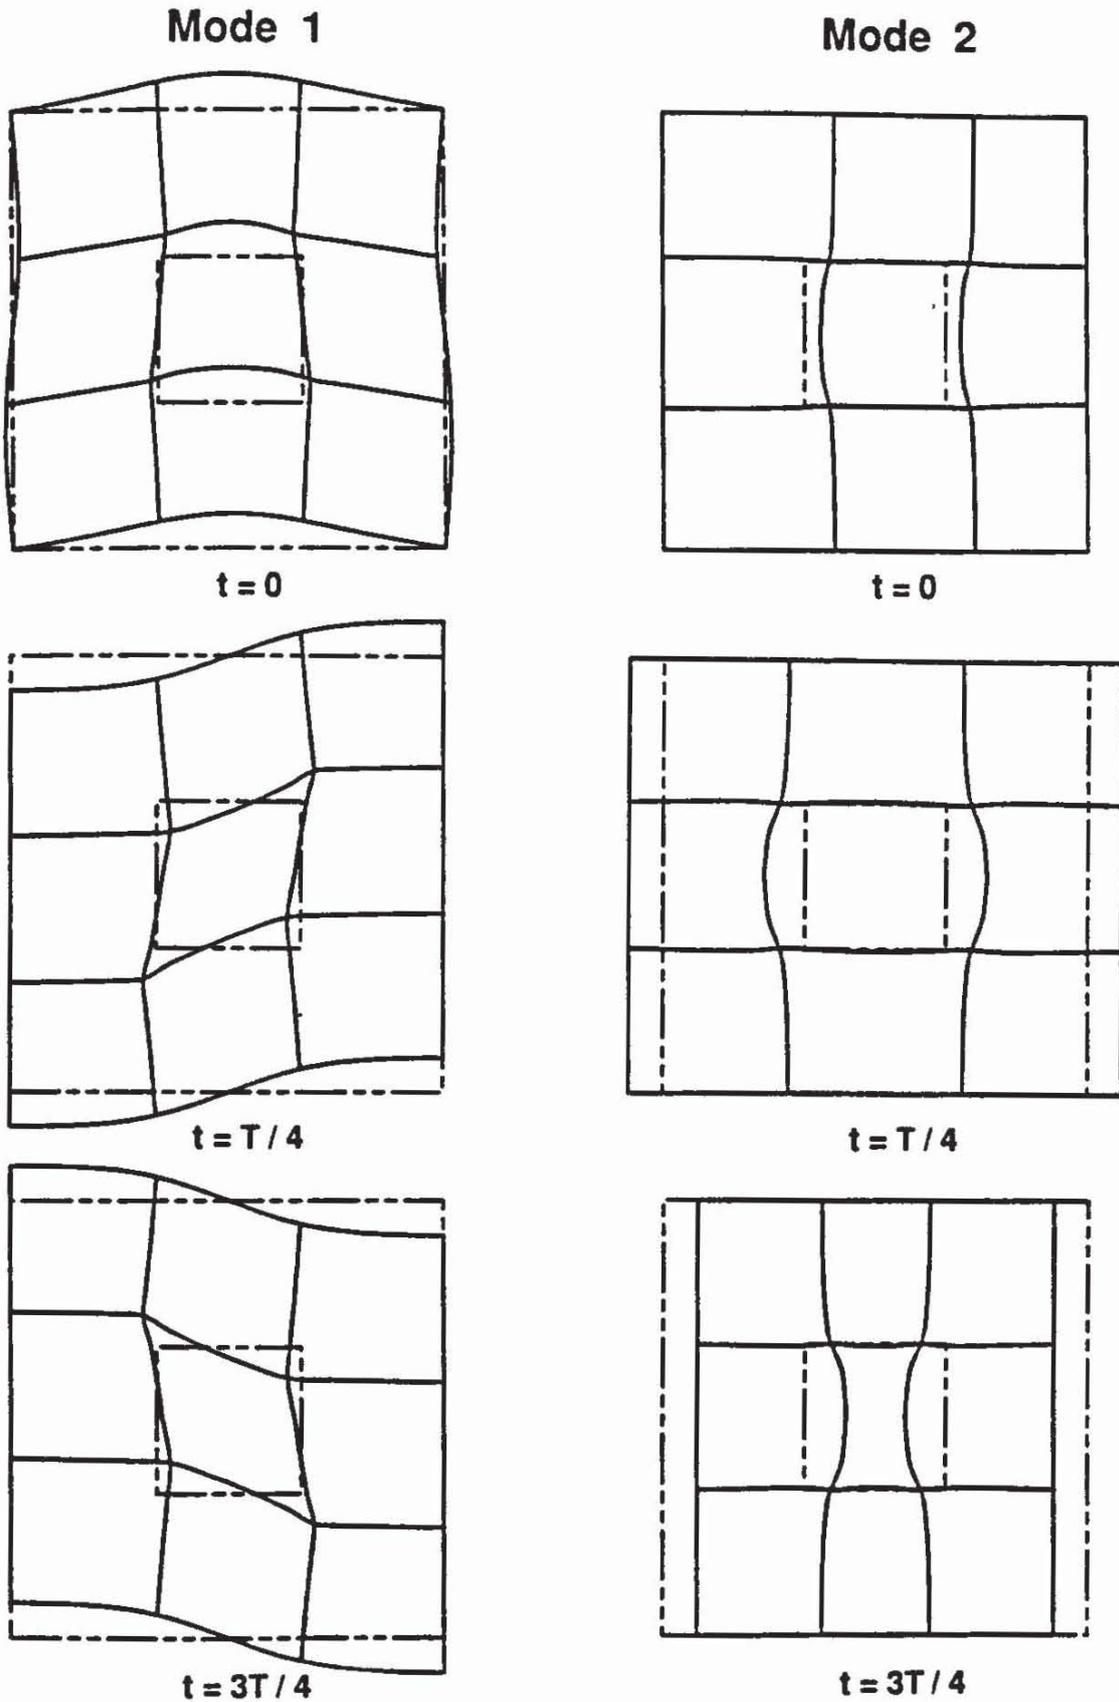 Mode 1
Mode 2
t = 0
t = 0
t = T / 4
t = T / 4
t = 3T / 4
t = 3T / 4